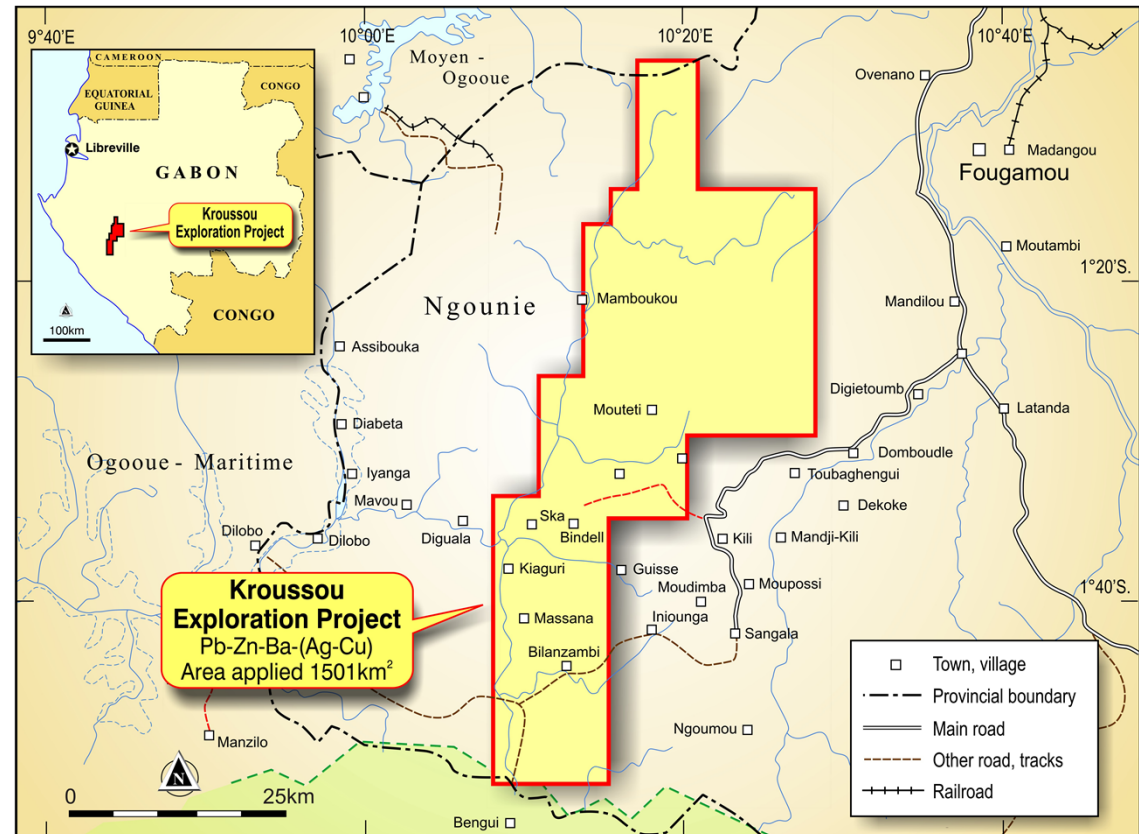 9°40'E
10°00'E
10°20'E
10°40'E
CAMEROON
EQUATORIAL
GUINEA
CONGO
Libreville
GABON
Kroussou
Exploration Project
CONGO
100km
Moyen -
Ogooue
Ovenano
Madangou
Fougamou
Moutambi
1°20'S.
Ngounie
Mamboukou
Mandilou
Assibouka
Digietoumb
Mouteti
Latanda
Diabeta
Domboudle
Ogooue - Maritime
Iyanga
Toubaghengui
Mavou
Dekoke
Ska
Diguala
Bindell
Dilobo
Dilobo
Kili
Mandji-Kili
Kiaguri
Guisse
Moupossi
1°40'S.
Moudimba
Massana
Iniounga
Sangala
Bilanzambi
Kroussou
Exploration Project
Pb-Zn-Ba-(Ag-Cu)
Area applied 1501km²
Ngoumou
Manzilo
N
0 25km
Bengui
Town, village
Provincial boundary
Main road
Other road, tracks
Railroad